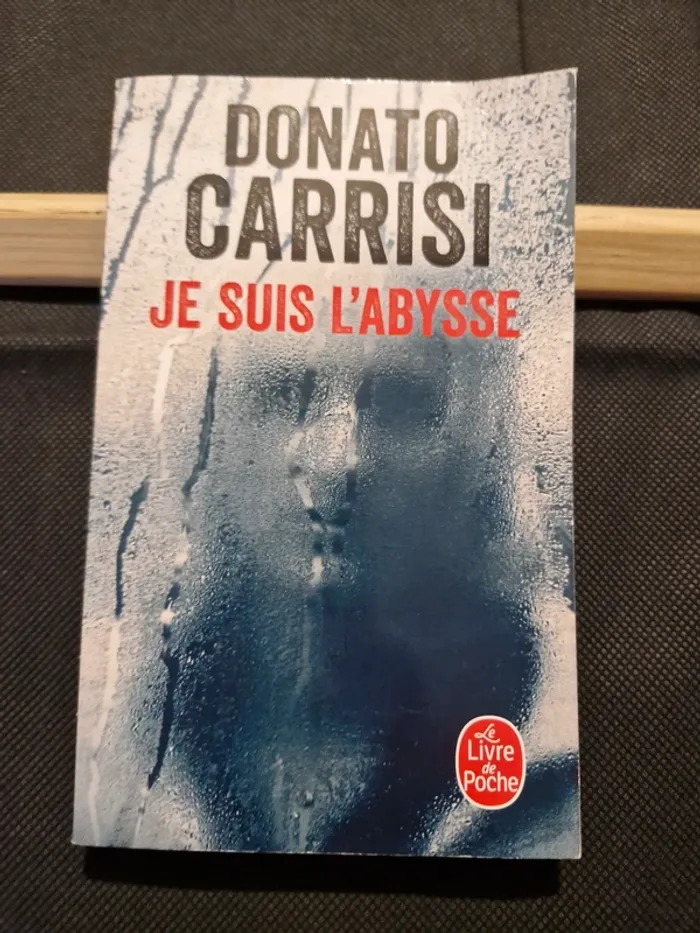 DONATO
CARRISI
JE SUIS L'ABYSSE
Le
Livre
de
Poche